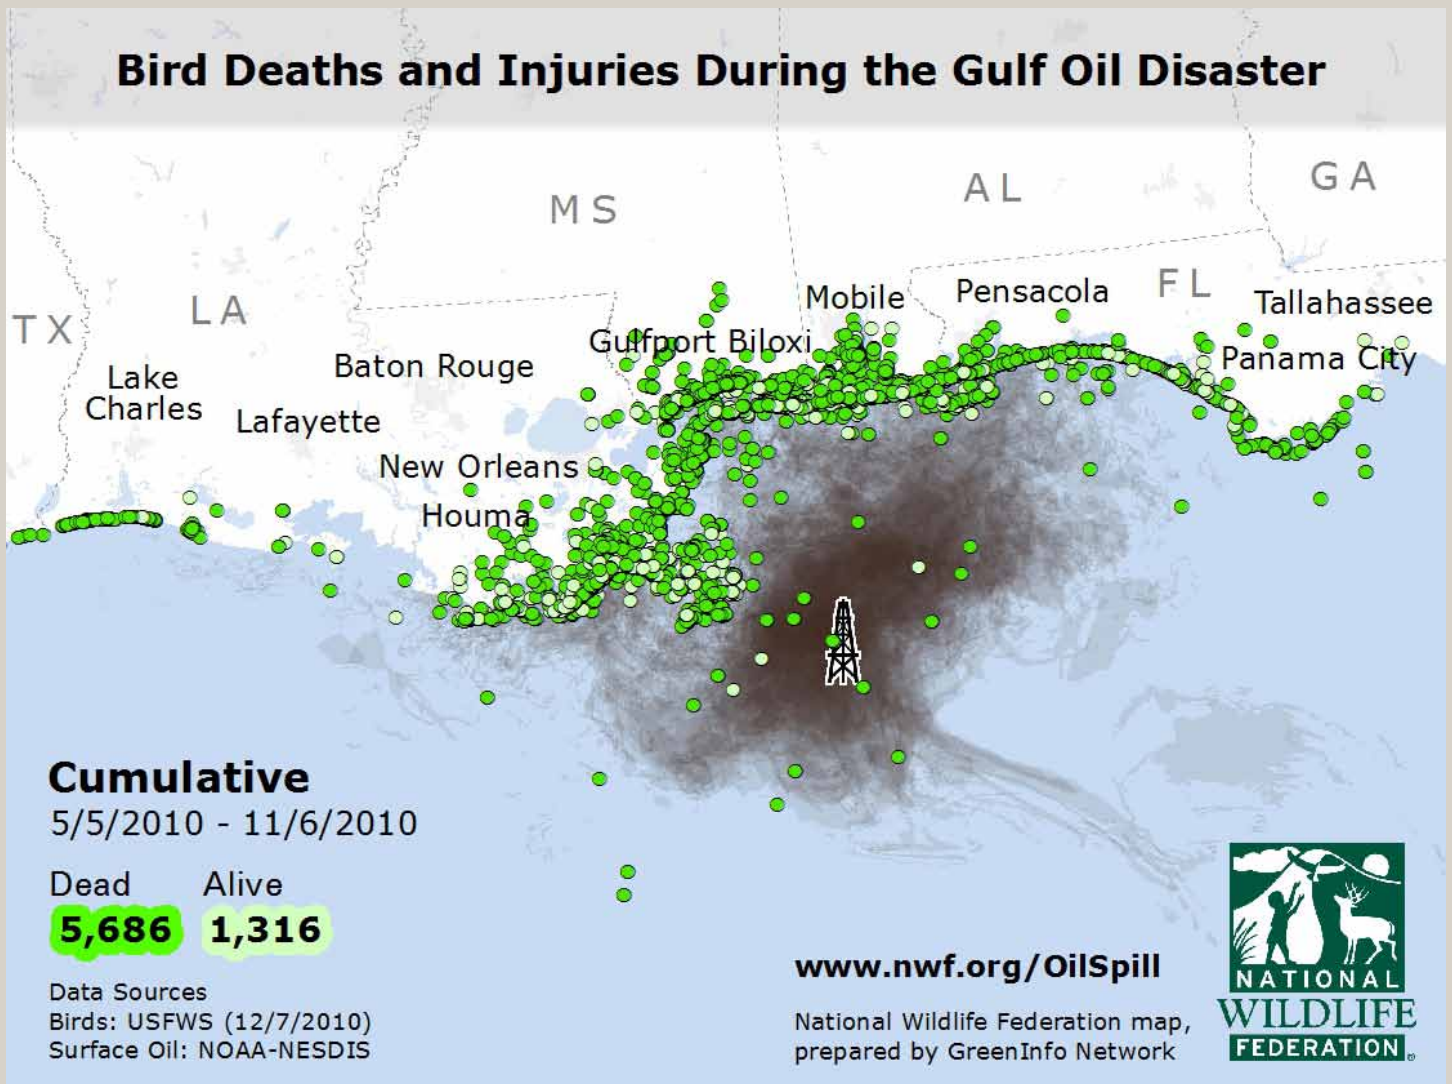 Bird Deaths and Injuries During the Gulf Oil Disaster
GA
AL
MS
FL
LA
TX
Mobile
Pensacola
Tallahassee
Gulfport Biloxi
Panama City
Baton Rouge
Lake
Charles
Lafayette
New Orleans
Houma
Cumulative
5/5/2010 - 11/6/2010
Dead Alive
5,686 1,316
Data Sources
Birds: USFWS (12/7/2010)
Surface Oil: NOAA-NESDIS
www.nwf.org/OilSpill
National Wildlife Federation map,
prepared by GreenInfo Network
NATIONAL
WILDLIFE
FEDERATION